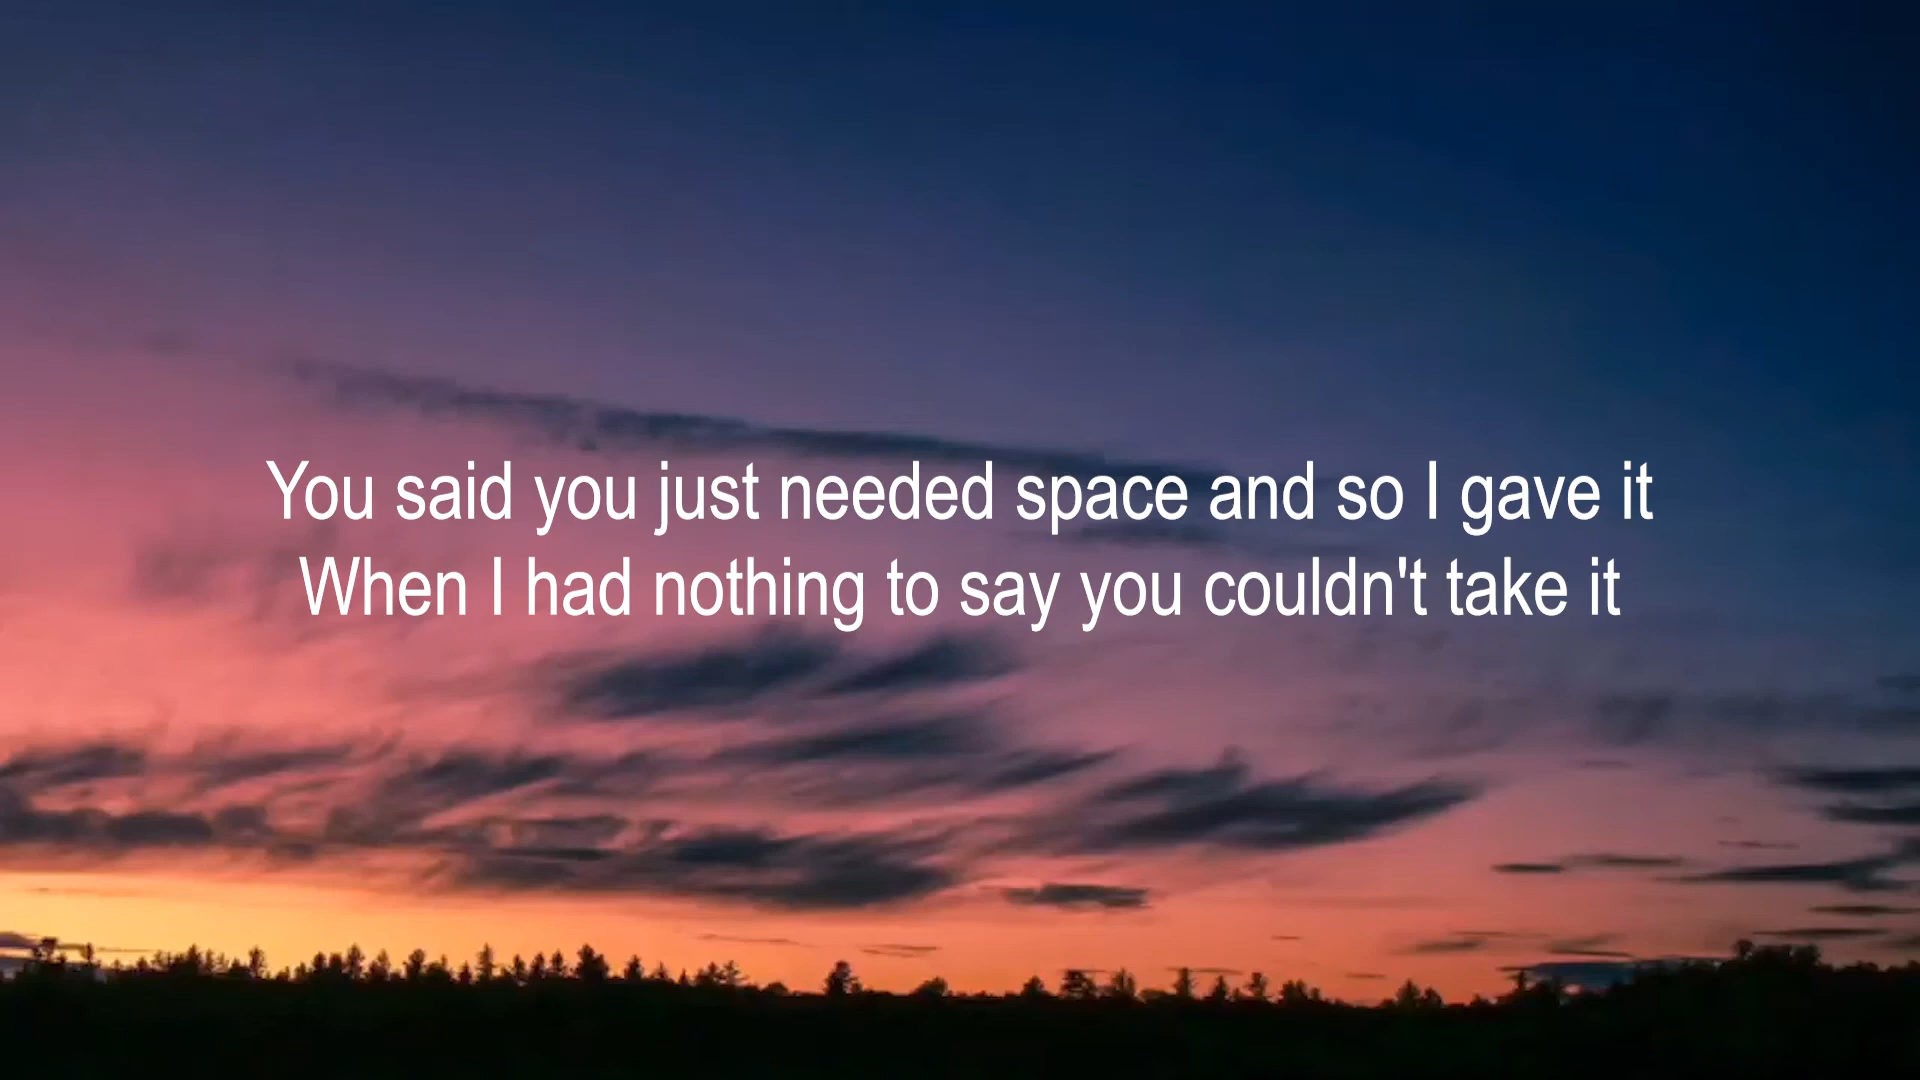 You said you just needed space and so I gave it
When I had nothing to say you couldn't take it